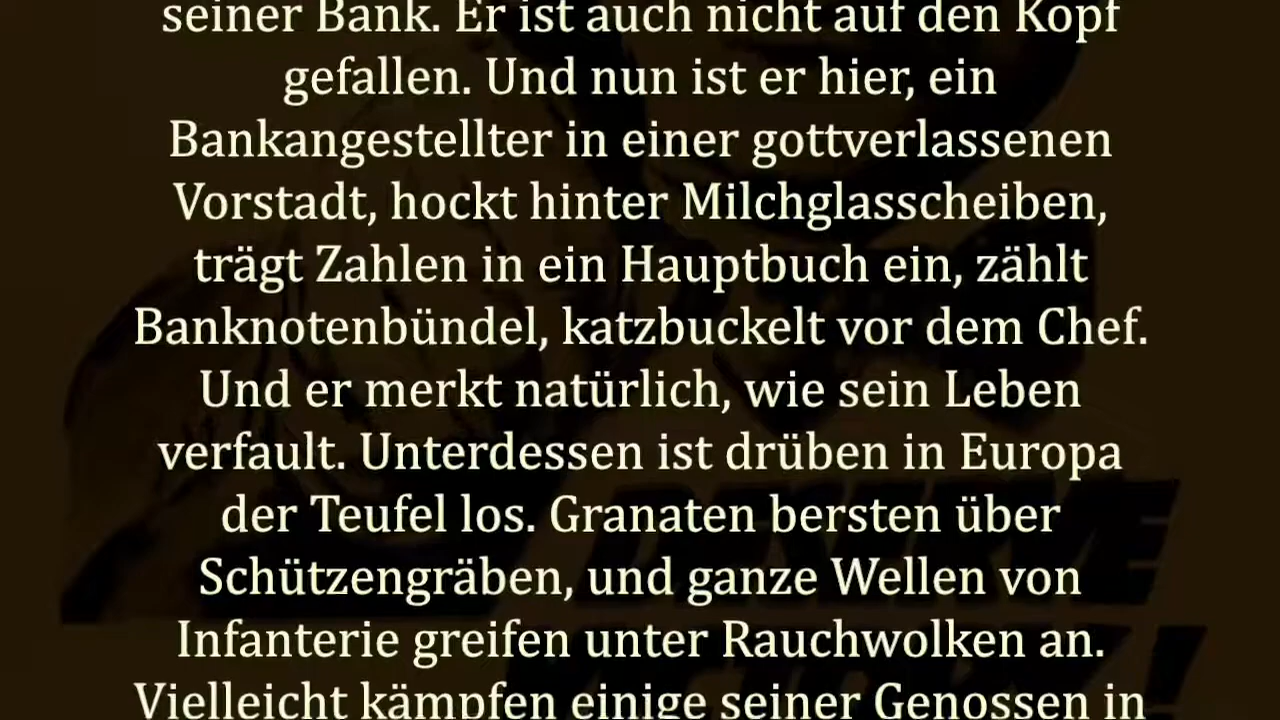 seiner Bank. Er ist auch nicht auf den Kopf
gefallen. Und nun ist er hier, ein
Bankangestellter in einer gottverlassenen
Vorstadt, hockt hinter Milchglasscheiben,
trägt Zahlen in ein Hauptbuch ein, zählt
Banknotenbündel, katzbuckelt vor dem Chef.
Und er merkt natürlich, wie sein Leben
verfault. Unterdessen ist drüben in Europa
der Teufel los. Granaten bersten über
Schützengräben, und ganze Wellen von
Infanterie greifen unter Rauchwolken an.
Vielleicht kämpfen einige seiner Genossen in
DESERVE
VICTORY!